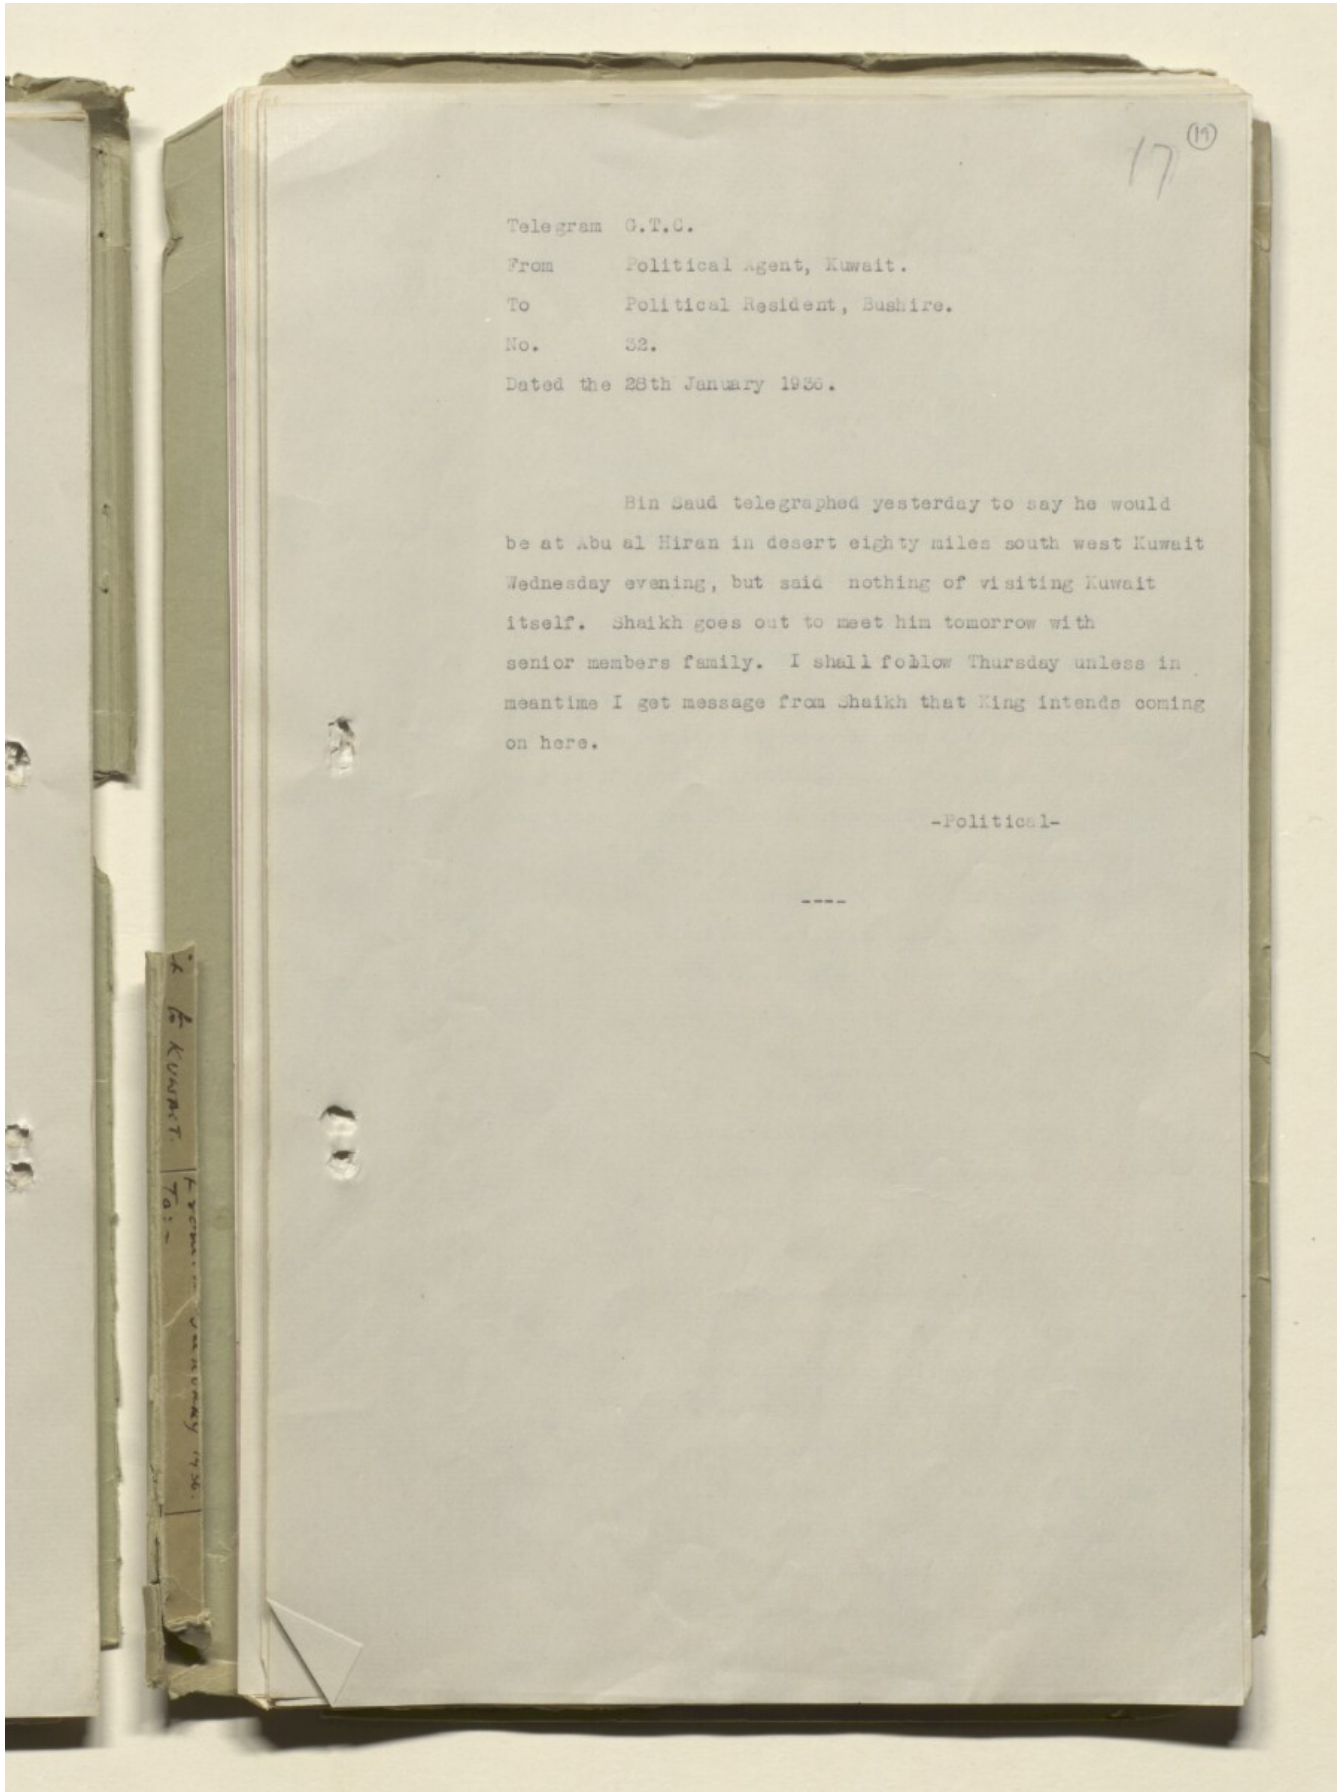 17
19
Telegram G.T.C.
From Political Agent, Kuwait.
To Political Resident, Bushire.
No. 32.
Dated the 28th January 1936.
Bin Saud telegraphed yesterday to say he would
be at Abu al Hiran in desert eighty miles south west Kuwait
Wednesday evening, but said nothing of visiting Kuwait
itself. Shaikh goes out to meet him tomorrow with
senior members family. I shall follow Thursday unless in
meantime I get message from Shaikh that King intends coming
on here.
-Political-
----
to KUWAIT.
From:- JANUARY 1936.
To:-